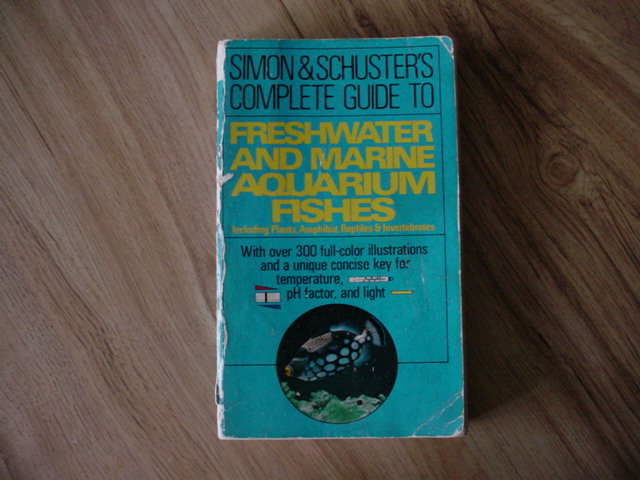 SIMON & SCHUSTER'S
COMPLETE GUIDE TO
FRESHWATER
AND MARINE
AQUARIUM
FISHES
Including Plants, Amphibia, Reptiles & Invertebrates
With over 300 full-color illustrations
and a unique concise key for
temperature,
pH factor, and light